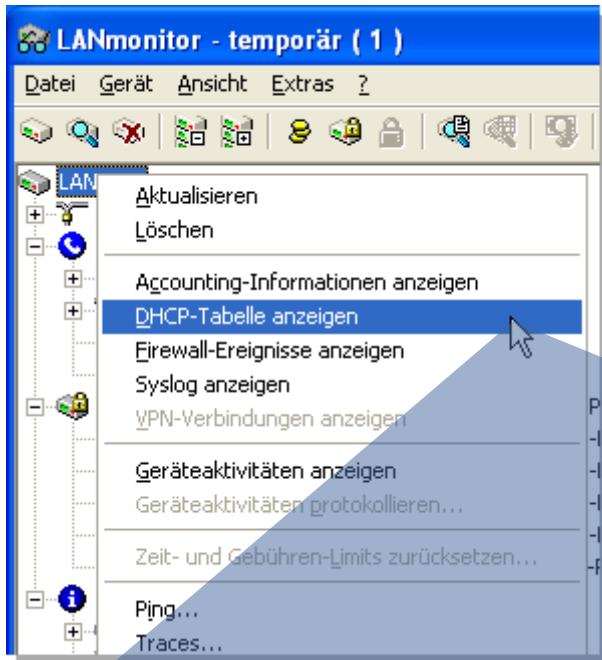 LANmonitor - temporär ( 1 )
Datei Gerät Ansicht Extras ?
LAN
Aktualisieren
Löschen
Accounting-Informationen anzeigen
DHCP-Tabelle anzeigen
Firewall-Ereignisse anzeigen
Syslog anzeigen
VPN-Verbindungen anzeigen
Geräteaktivitäten anzeigen
Geräteaktivitäten protokollieren...
Zeit- und Gebühren-Limits zurücksetzen...
Ping...
Traces...